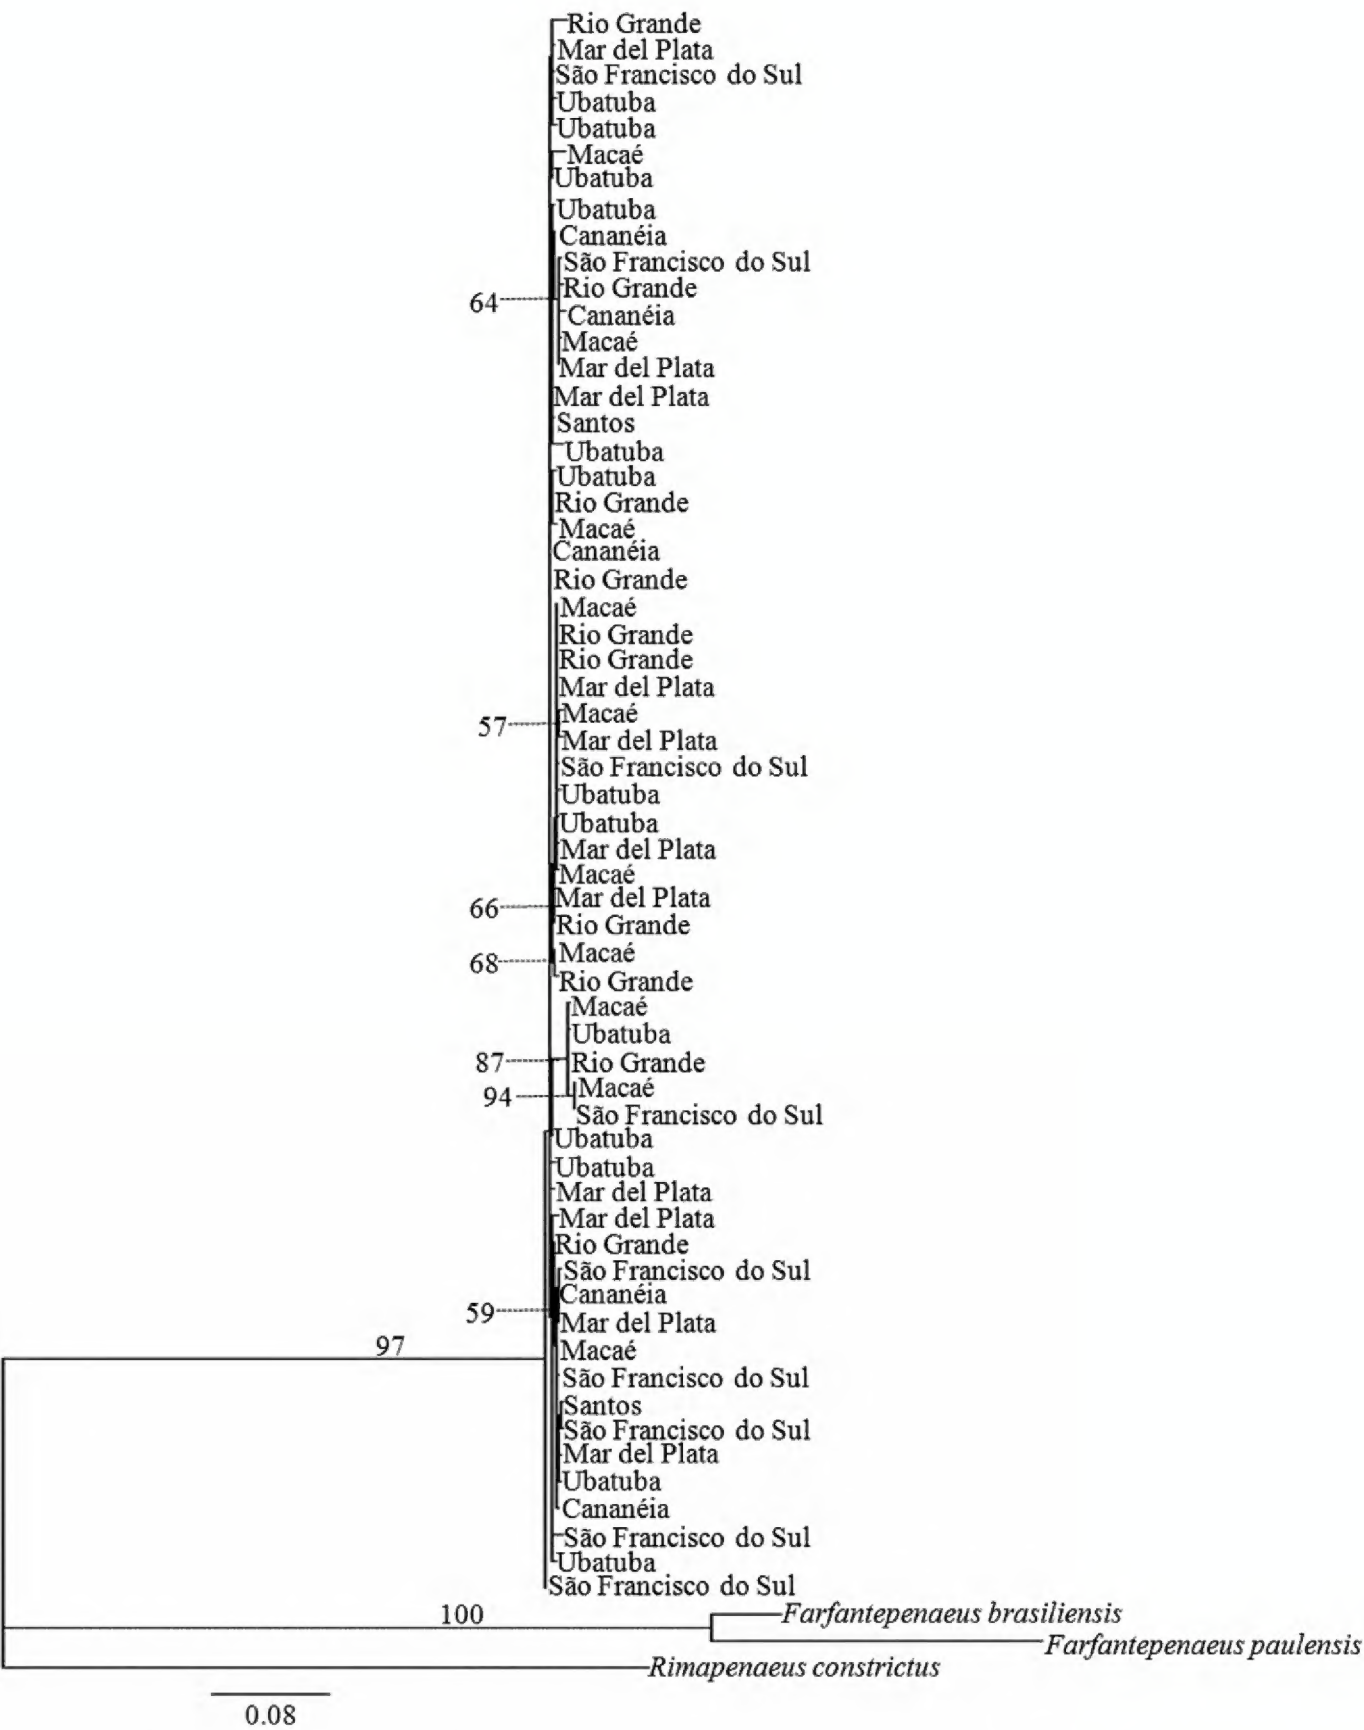 Rio Grande
Mar del Plata
São Francisco do Sul
Ubatuba
Ubatuba
Macaé
Ubatuba
Ubatuba
Cananéia
São Francisco do Sul
Rio Grande
64
Cananéia
Macaé
Mar del Plata
Mar del Plata
Santos
Ubatuba
Ubatuba
Rio Grande
Macaé
Cananéia
Rio Grande
Macaé
Rio Grande
Rio Grande
Mar del Plata
Macaé
57
Mar del Plata
São Francisco do Sul
Ubatuba
Ubatuba
Mar del Plata
Macaé
Mar del Plata
66
Rio Grande
Macaé
68
Rio Grande
Macaé
Ubatuba
87
Rio Grande
Macaé
94
São Francisco do Sul
Ubatuba
Ubatuba
Mar del Plata
Mar del Plata
Rio Grande
São Francisco do Sul
Cananéia
59
Mar del Plata
97
Macaé
São Francisco do Sul
Santos
São Francisco do Sul
Mar del Plata
Ubatuba
Cananéia
São Francisco do Sul
Ubatuba
São Francisco do Sul
100
Farfantepenaeus brasiliensis
Farfantepenaeus paulensis
Rimapenaeus constrictus
0.08